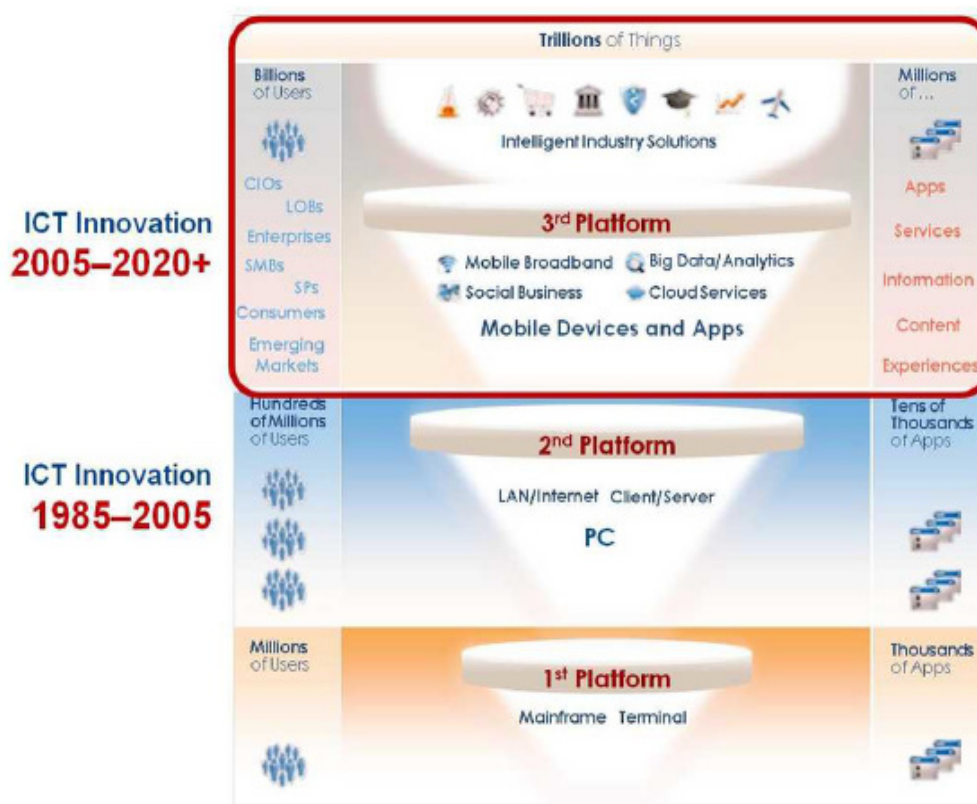 Trillions of Things
Billions
of Users
CIOs
LOBs
Enterprises
SMBs
SPs
Consumers
Emerging
Markets
Intelligent Industry Solutions
3rd Platform
Mobile Broadband
Big Data/Analytics
Social Business
Cloud Services
Mobile Devices and Apps
Millions
of ...
Apps
Services
Information
Content
Experiences
ICT Innovation
2005–2020+
Hundreds
of Millions
of Users
2nd Platform
LAN/Internet Client/Server
PC
Tens of
Thousands
of Apps
ICT Innovation
1985–2005
Millions
of Users
1st Platform
Mainframe Terminal
Thousands
of Apps